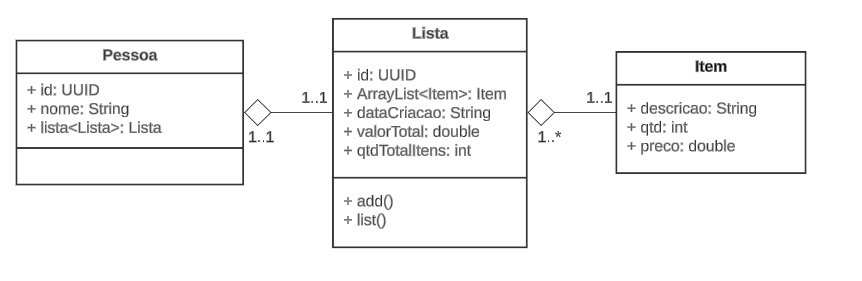 Pessoa
+ id: UUID
+ nome: String
+ lista<Lista>: Lista
1..1
1..1
Lista
+ id: UUID
+ ArrayList<Item>: Item
+ dataCriacao: String
+ valorTotal: double
+ qtdTotalItens: int
+ add()
+ list()
1..*
1..1
Item
+ descricao: String
+ qtd: int
+ preco: double